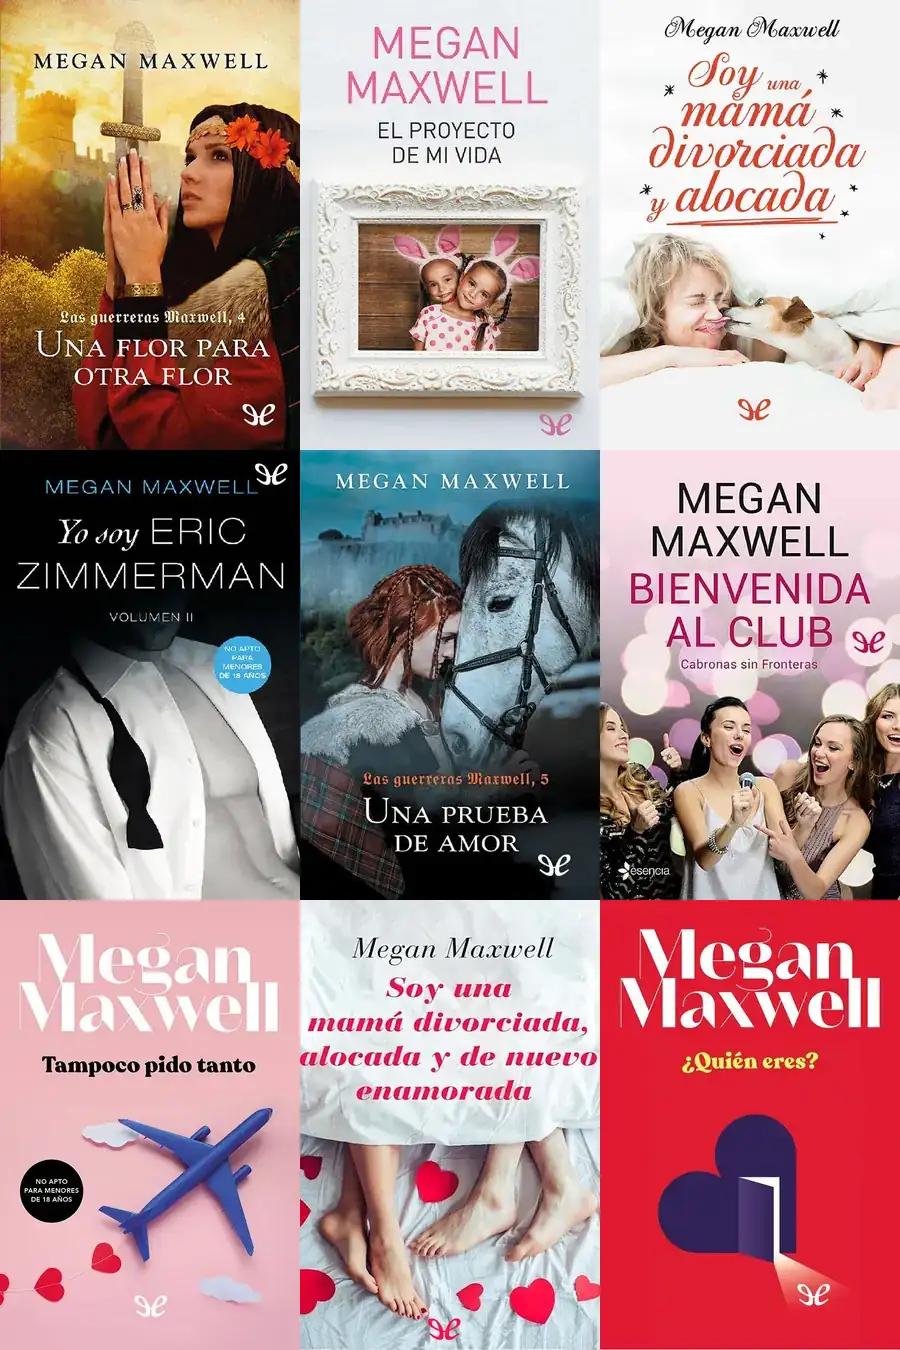 MEGAN MAXWELL
Las guerreras Maxwell, 4
UNA FLOR PARA
OTRA FLOR
MEGAN
MAXWELL
EL PROYECTO
DE MI VIDA
Megan Maxwell
Soy una
mamá
divorciada
y alocada
MEGAN MAXWELL
Yo soy ERIC
ZIMMERMAN
VOLUMEN II
NO APTO
PARA
MENORES
DE 18 AÑOS
MEGAN MAXWELL
Las guerreras Maxwell, 5
UNA PRUEBA
DE AMOR
MEGAN
MAXWELL
BIENVENIDA
AL CLUB
Cabronas sin Fronteras
esencia
Megan
Maxwell
Tampoco pido tanto
NO APTO
PARA MENORES
DE 18 AÑOS
Megan Maxwell
Soy una
mamá divorciada,
alocada y de nuevo
enamorada
Megan
Maxwell
¿Quién eres?